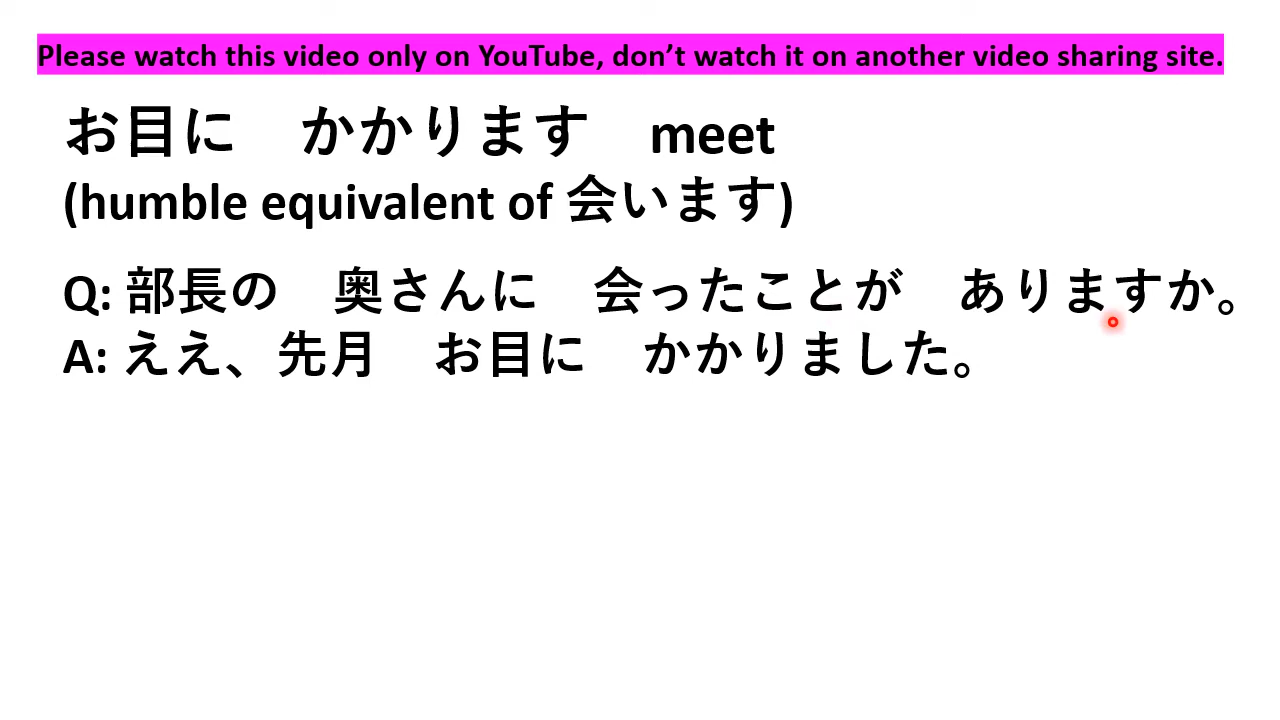 Please watch this video only on YouTube, don’t watch it on another video sharing site.
お目に　かかります　meet
(humble equivalent of 会います)
Q: 部長の　奥さんに　会ったことが　ありますか。
A: ええ、先月　お目に　かかりました。